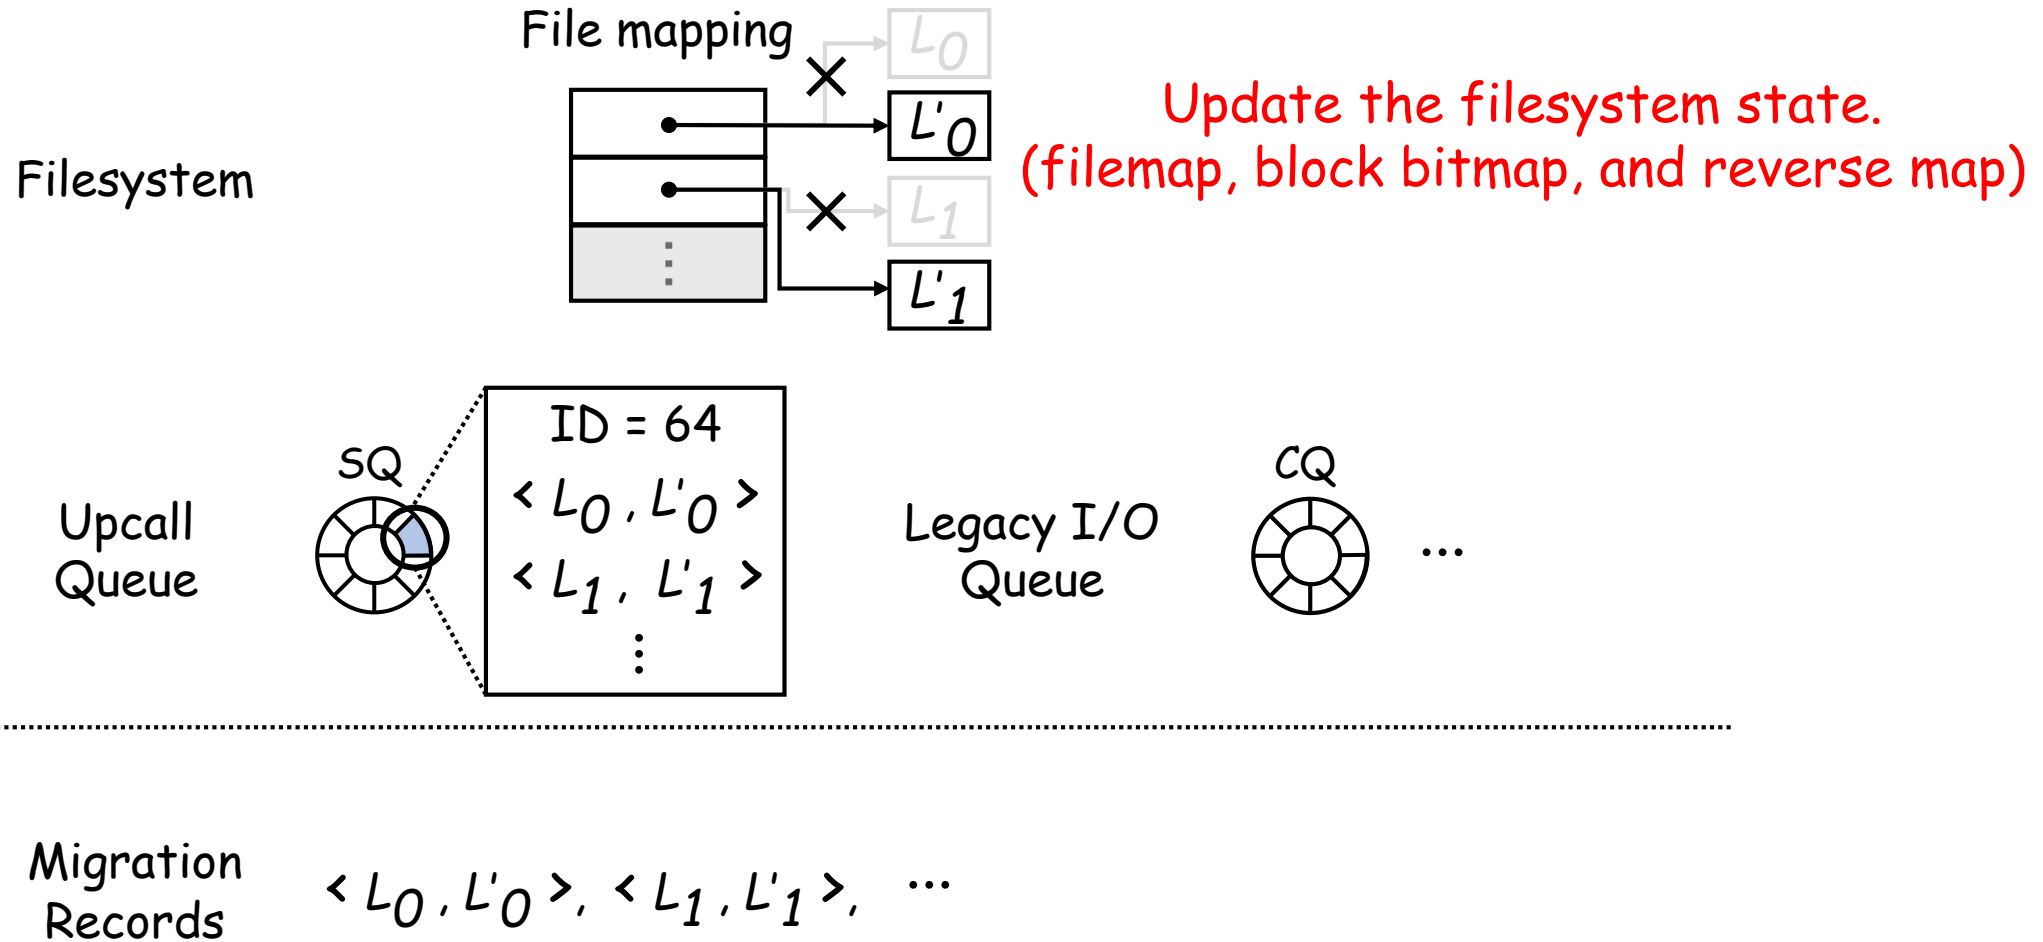 File mapping
L0
L'0
L1
L'1
Update the filesystem state.
(filemap, block bitmap, and reverse map)
Filesystem
⋮
SQ
ID = 64
< L0 , L'0 >
< L1 , L'1 >
⋮
Upcall
Queue
Legacy I/O
Queue
CQ
...
Migration
Records
< L0 , L'0 >, < L1 , L'1 >, ...